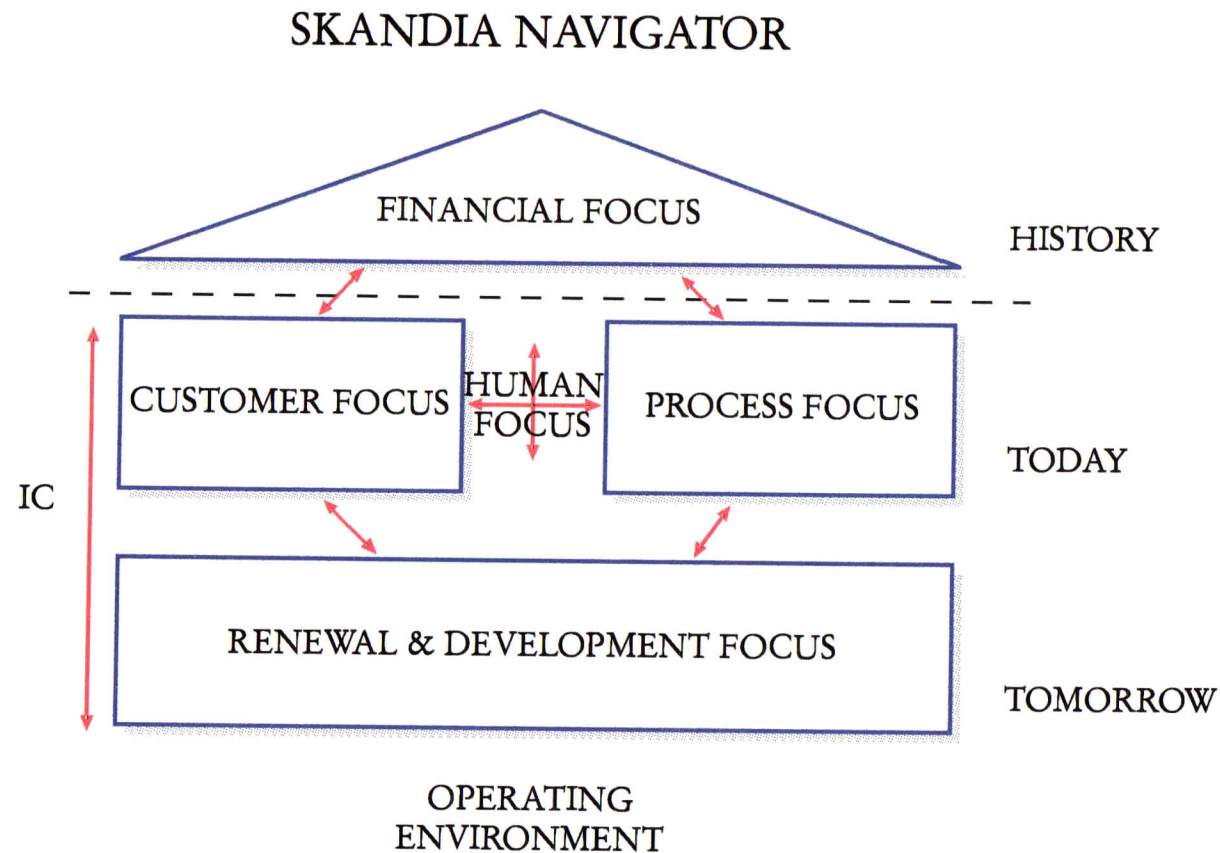 SKANDIA NAVIGATOR
FINANCIAL FOCUS
HISTORY
CUSTOMER FOCUS
HUMAN
FOCUS
PROCESS FOCUS
TODAY
IC
RENEWAL & DEVELOPMENT FOCUS
TOMORROW
OPERATING
ENVIRONMENT